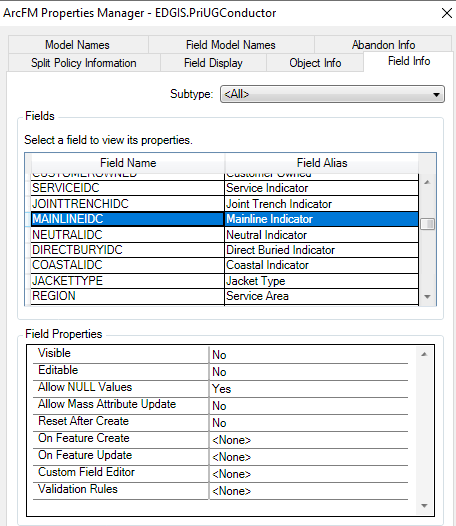 ArcFM Properties Manager - EDGIS.PriUGConductor
Model Names Field Model Names Abandon Info
Split Policy Information Field Display Object Info Field Info
Subtype: <All>
Fields
Select a field to view its properties.
Field Name Field Alias
CUSTOMEROWNED Customer Owned
SERVICEIDC Service Indicator
JOINTTRENCHIDC Joint Trench Indicator
MAINLINEIDC Mainline Indicator
NEUTRALIDC Neutral Indicator
DIRECTBURYIDC Direct Buried Indicator
COASTALIDC Coastal Indicator
JACKETTYPE Jacket Type
REGION Service Area
Field Properties
Visible No
Editable No
Allow NULL Values Yes
Allow Mass Attribute Update No
Reset After Create No
On Feature Create <None>
On Feature Update <None>
Custom Field Editor <None>
Validation Rules <None>